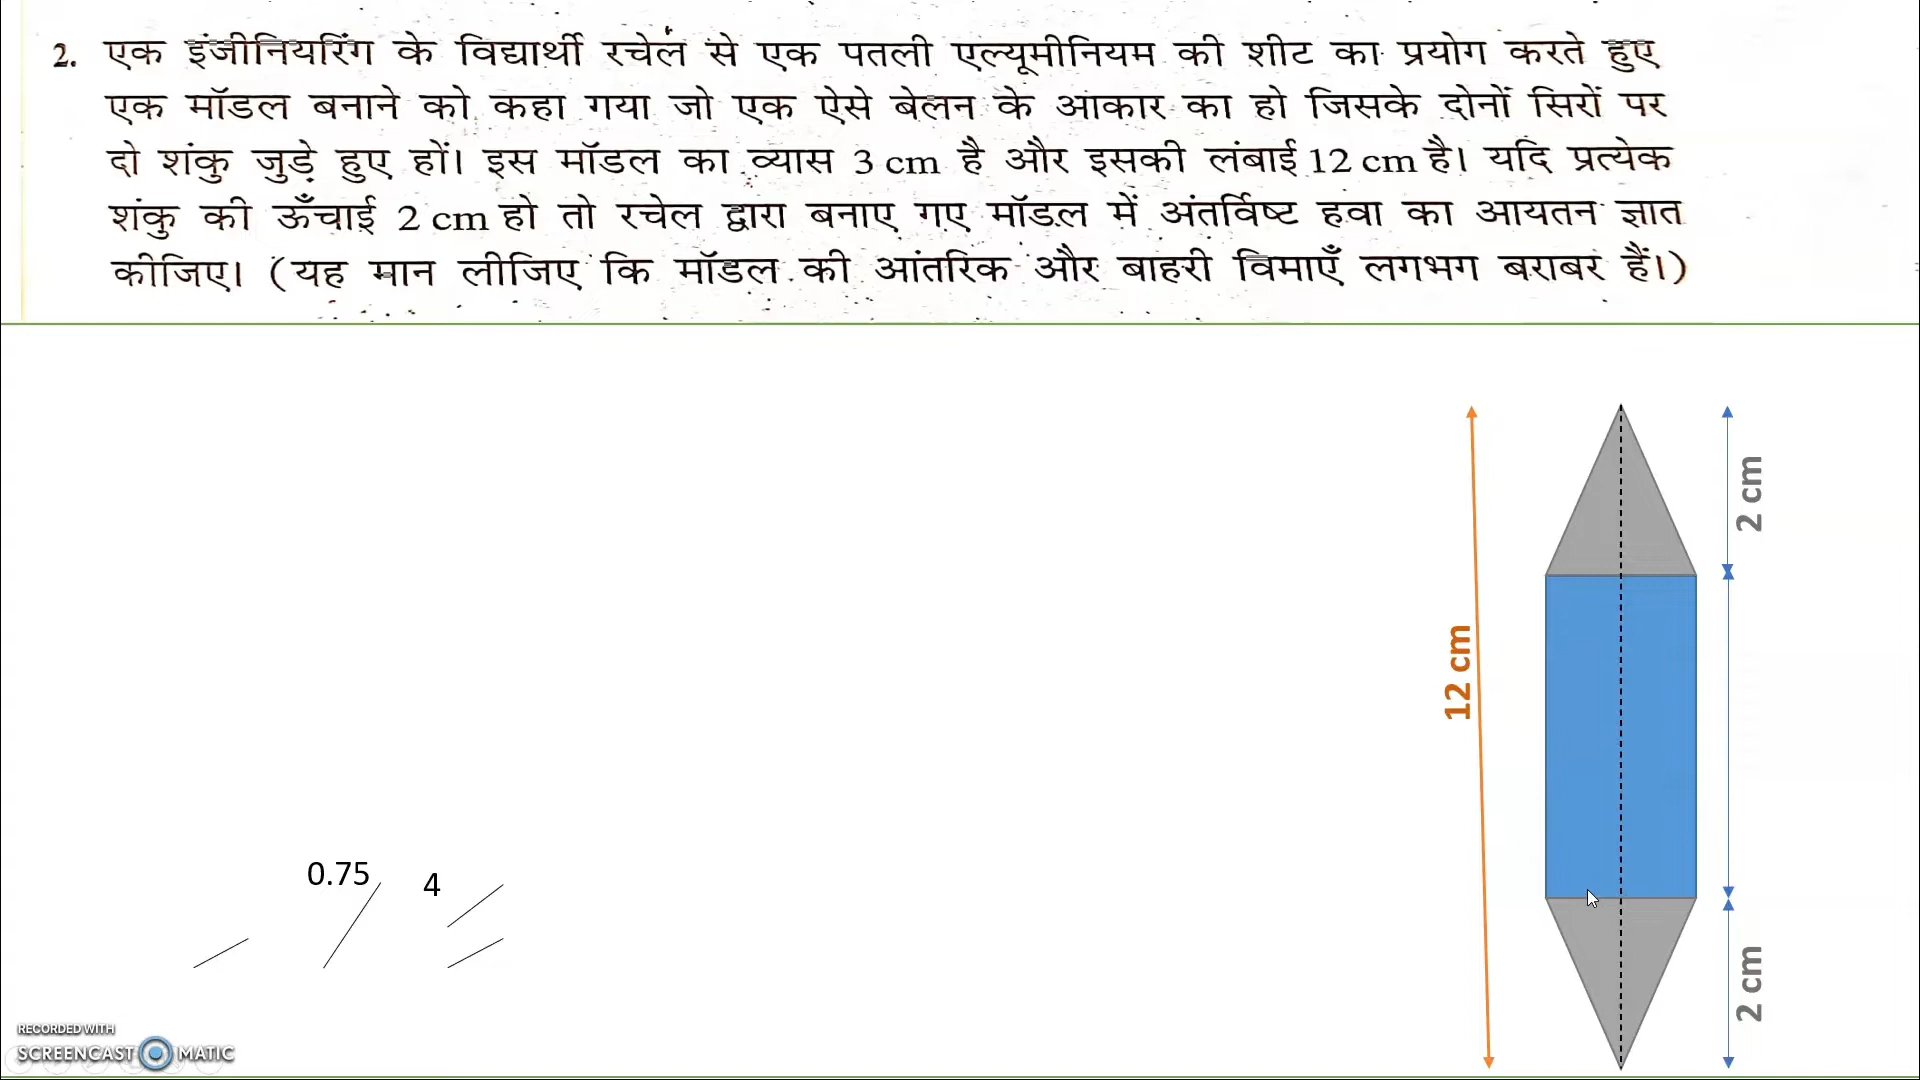 2. एक इंजीनियरिंग के विद्यार्थी रचेल से एक पतली एल्यूमीनियम की शीट का प्रयोग करते हुए
एक मॉडल बनाने को कहा गया जो एक ऐसे बेलन के आकार का हो जिसके दोनों सिरों पर
दो शंकु जुड़े हुए हों। इस मॉडल का व्यास 3 cm है और इसकी लंबाई 12 cm है। यदि प्रत्येक
शंकु की ऊँचाई 2 cm हो तो रचेल द्वारा बनाए गए मॉडल में अंतर्विष्ट हवा का आयतन ज्ञात
कीजिए। (यह मान लीजिए कि मॉडल की आंतरिक और बाहरी विमाएँ लगभग बराबर हैं।)
2 cm
12 cm
0.75 4
2 cm
RECORDED WITH
SCREENCAST MATIC